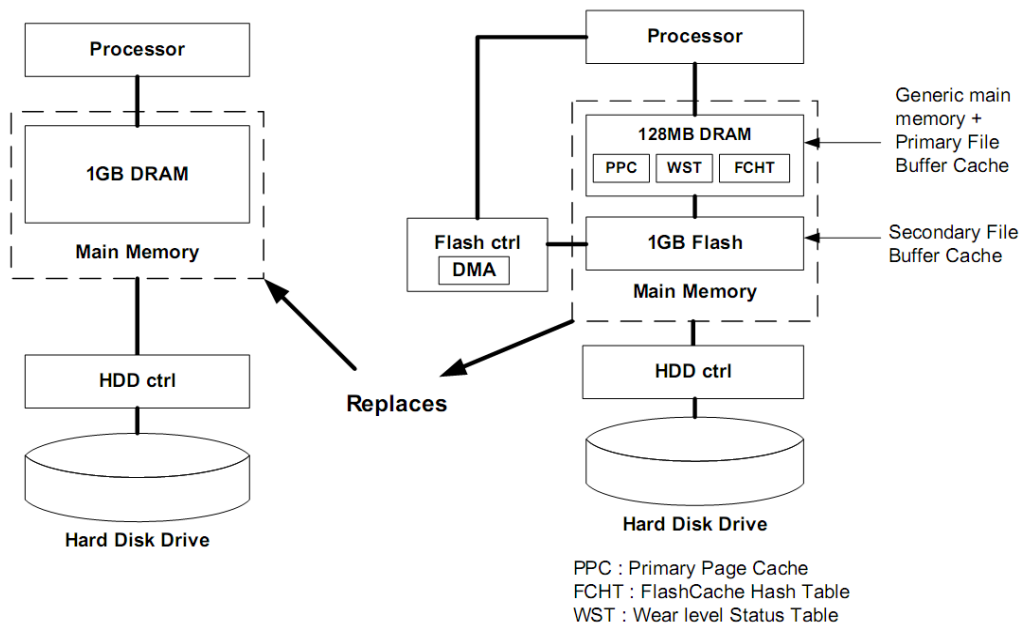 Processor
1GB DRAM
Main Memory
HDD ctrl
Hard Disk Drive
Replaces
Processor
128MB DRAM
PPC
WST
FCHT
Generic main
memory +
Primary File
Buffer Cache
Flash ctrl
DMA
1GB Flash
Secondary File
Buffer Cache
Main Memory
HDD ctrl
Hard Disk Drive
PPC : Primary Page Cache
FCHT : FlashCache Hash Table
WST : Wear level Status Table